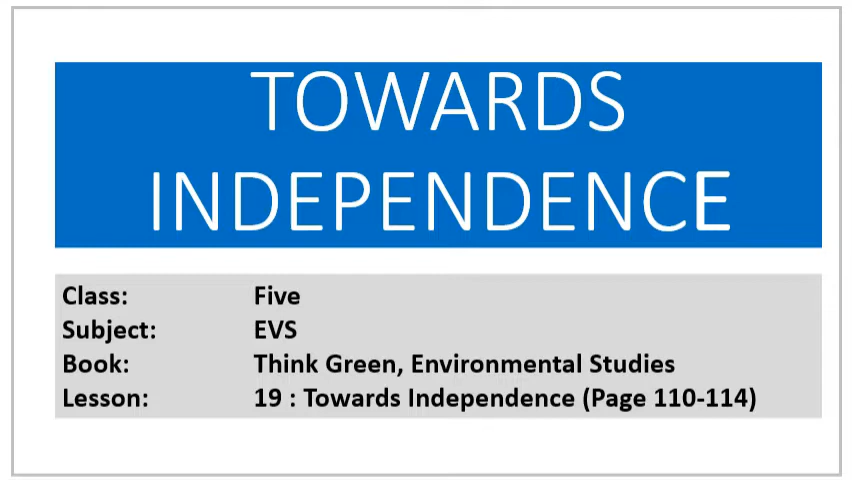 TOWARDS
INDEPENDENCE
Class: Five
Subject: EVS
Book: Think Green, Environmental Studies
Lesson: 19 : Towards Independence (Page 110-114)